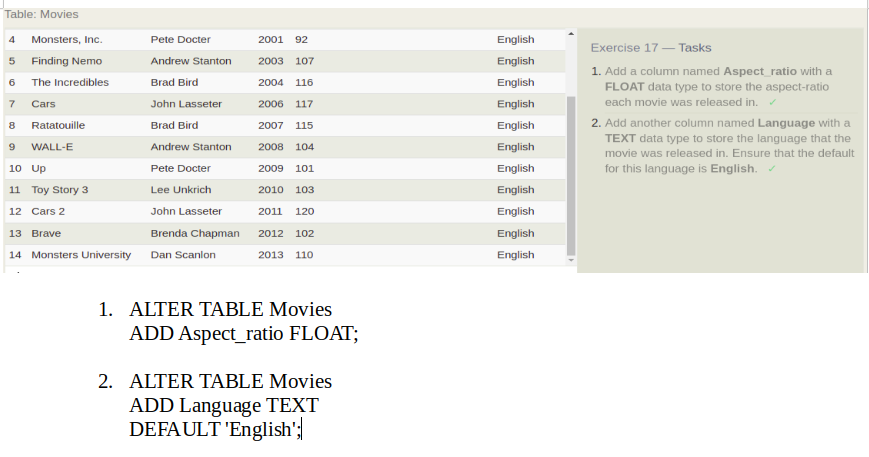 Table: Movies
4 Monsters, Inc. Pete Docter 2001 92 English
5 Finding Nemo Andrew Stanton 2003 107 English
6 The Incredibles Brad Bird 2004 116 English
7 Cars John Lasseter 2006 117 English
8 Ratatouille Brad Bird 2007 115 English
9 WALL-E Andrew Stanton 2008 104 English
10 Up Pete Docter 2009 101 English
11 Toy Story 3 Lee Unkrich 2010 103 English
12 Cars 2 John Lasseter 2011 120 English
13 Brave Brenda Chapman 2012 102 English
14 Monsters University Dan Scanlon 2013 110 English
Exercise 17 — Tasks
1. Add a column named Aspect_ratio with a
FLOAT data type to store the aspect-ratio
each movie was released in. ✓
2. Add another column named Language with a
TEXT data type to store the language that the
movie was released in. Ensure that the default
for this language is English. ✓
1. ALTER TABLE Movies
ADD Aspect_ratio FLOAT;
2. ALTER TABLE Movies
ADD Language TEXT
DEFAULT 'English';